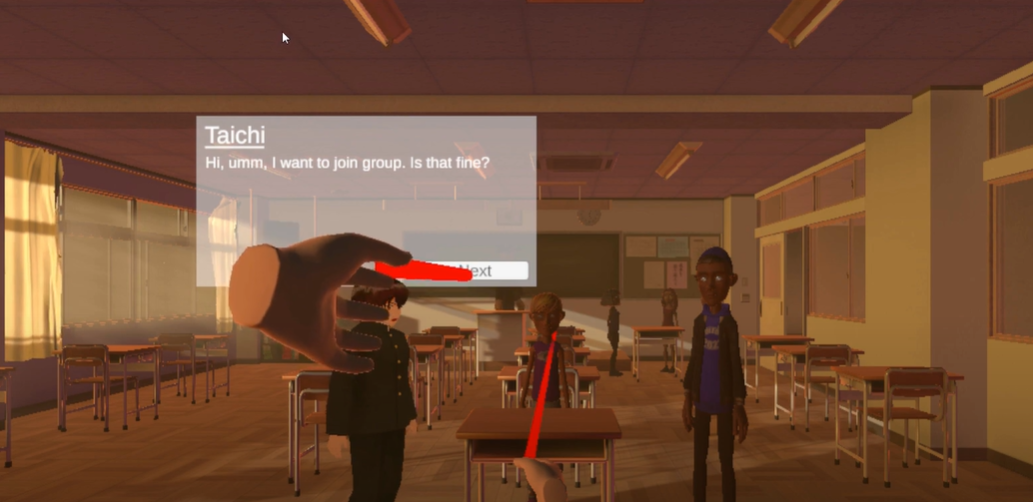 Taichi
Hi, umm, I want to join group. Is that fine?
Next